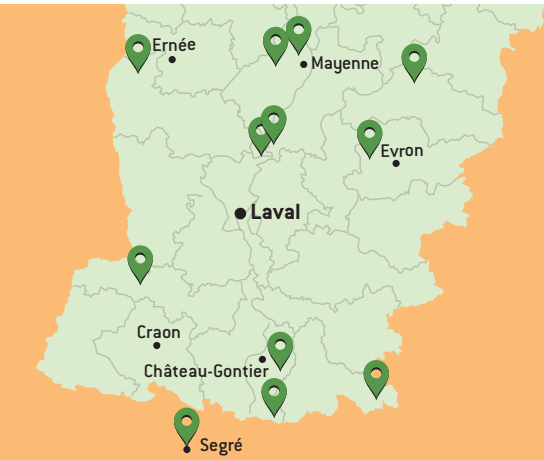 Ernée
Mayenne
Evron
Laval
Craon
Château-Gontier
Segré